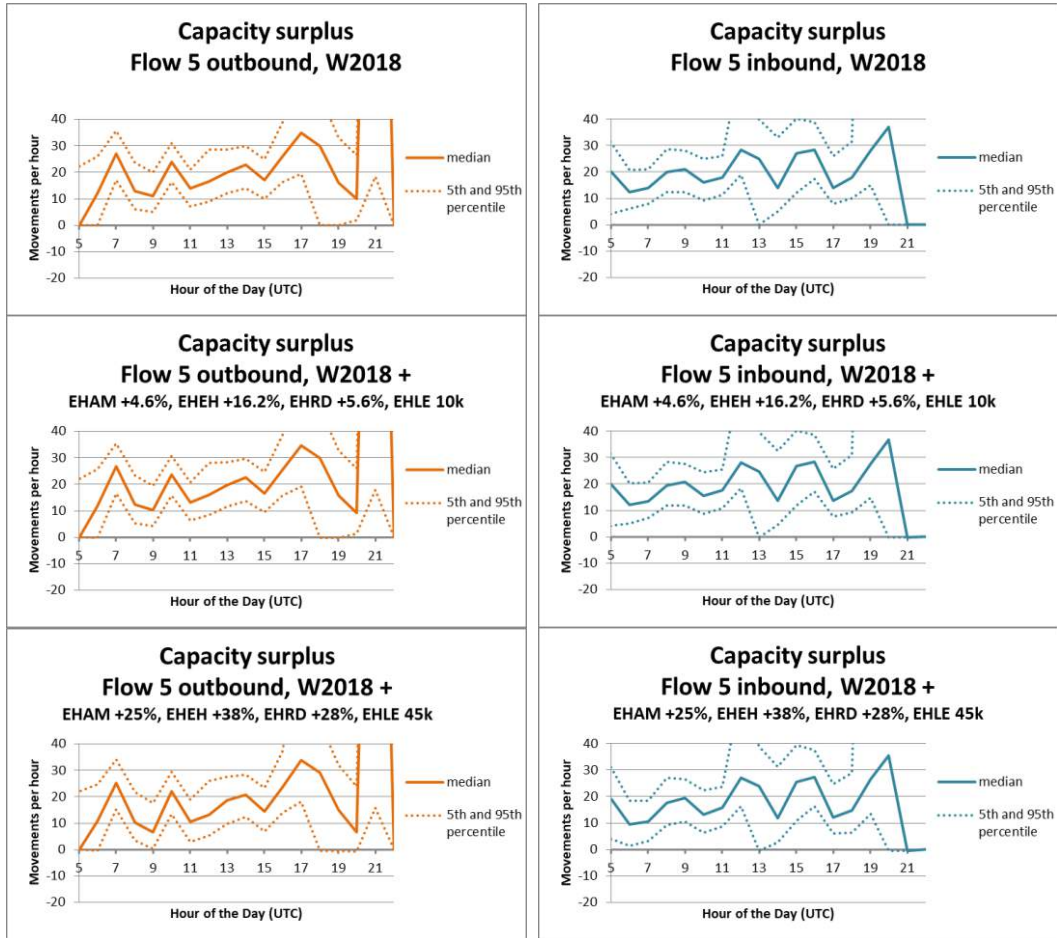 Capacity surplus
Flow 5 outbound, W2018
Movements per hour
40
30
20
10
0
-10
-20
5 7 9 11 13 15 17 19 21
Hour of the Day (UTC)
median
5th and 95th
percentile
Capacity surplus
Flow 5 inbound, W2018
Movements per hour
40
30
20
10
0
-10
-20
5 7 9 11 13 15 17 19 21
Hour of the Day (UTC)
median
5th and 95th
percentile
Capacity surplus
Flow 5 outbound, W2018 +
EHAM +4.6%, EHEH +16.2%, EHRD +5.6%, EHLE 10k
Movements per hour
40
30
20
10
0
-10
-20
5 7 9 11 13 15 17 19 21
Hour of the Day (UTC)
median
5th and 95th
percentile
Capacity surplus
Flow 5 inbound, W2018 +
EHAM +4.6%, EHEH +16.2%, EHRD +5.6%, EHLE 10k
Movements per hour
40
30
20
10
0
-10
-20
5 7 9 11 13 15 17 19 21
Hour of the Day (UTC)
median
5th and 95th
percentile
Capacity surplus
Flow 5 outbound, W2018 +
EHAM +25%, EHEH +38%, EHRD +28%, EHLE 45k
Movements per hour
40
30
20
10
0
-10
-20
5 7 9 11 13 15 17 19 21
Hour of the Day (UTC)
median
5th and 95th
percentile
Capacity surplus
Flow 5 inbound, W2018 +
EHAM +25%, EHEH +38%, EHRD +28%, EHLE 45k
Movements per hour
40
30
20
10
0
-10
-20
5 7 9 11 13 15 17 19 21
Hour of the Day (UTC)
median
5th and 95th
percentile